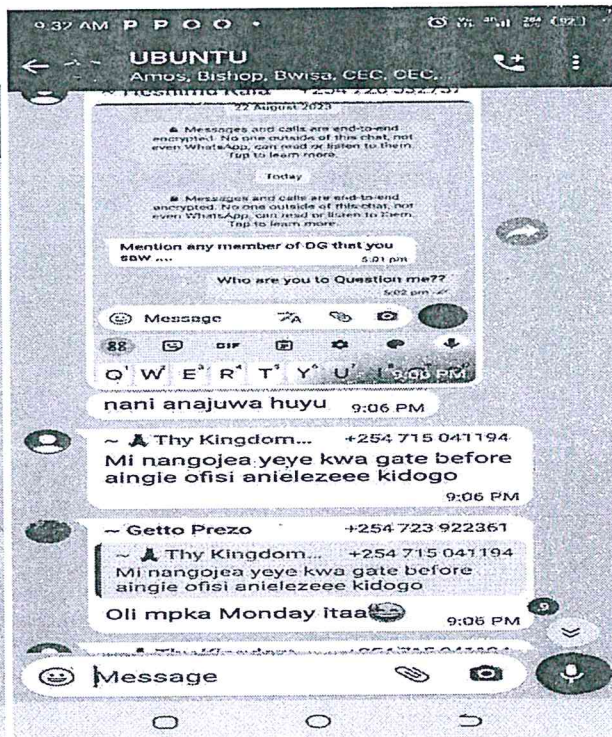 9:37 AM P P O O •
UBUNTU
Amos, Bishop, Bwisa, CEC, CEC,...
22 August 2023
Messages and calls are end-to-end
encrypted. No one outside of this chat, not
even WhatsApp, can read or listen to them.
Tap to learn more.
Today
Messages and calls are end-to-end
encrypted. No one outside of this chat, not
even WhatsApp, can read or listen to them.
Tap to learn more.
Mention any member of DG that you
saw ....
5:01 pm
Who are you to Question me??
5:02 pm
Message
GIF
Q W E R T Y U I
9:06 PM
nani anajuwa huyu 9:06 PM
~ Thy Kingdom... +254 715 041194
Mi nangojea yeye kwa gate before
aingie ofisi anielezeee kidogo
9:06 PM
~ Getto Prezo +254 723 922361
~ Thy Kingdom... +254 715 041194
Mi nangojea yeye kwa gate before
aingie ofisi anielezeee kidogo
Oli mpka Monday itaa
9:06 PM
9
Message